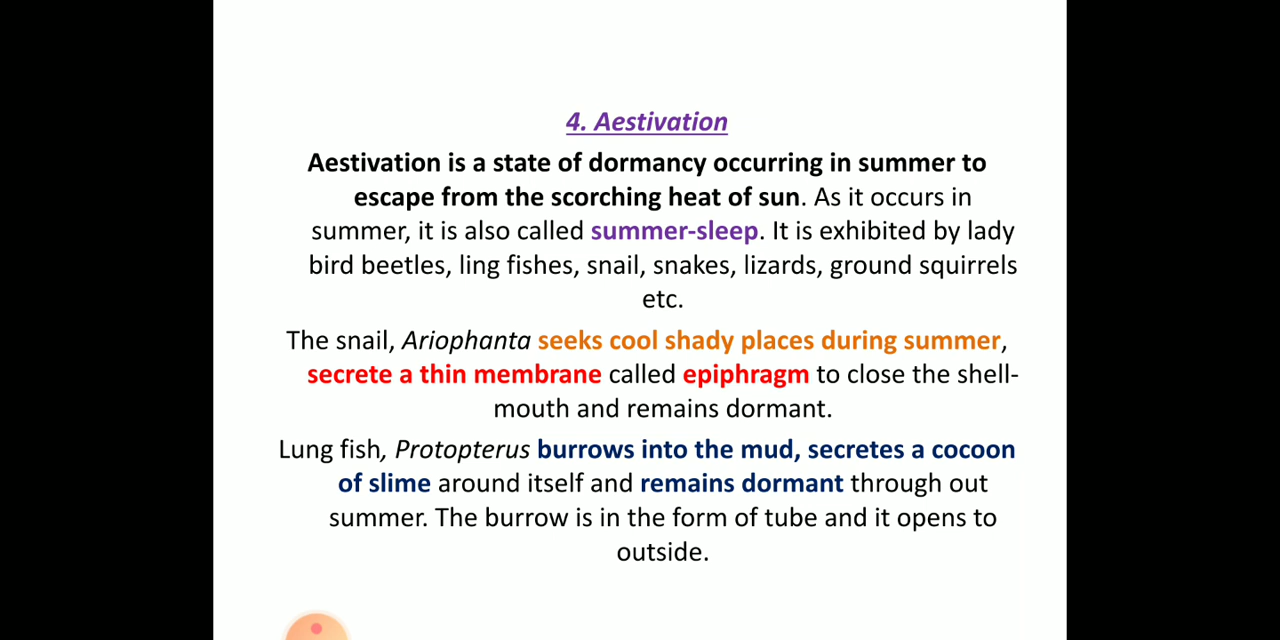 4. Aestivation
Aestivation is a state of dormancy occurring in summer to
escape from the scorching heat of sun. As it occurs in
summer, it is also called summer-sleep. It is exhibited by lady
bird beetles, ling fishes, snail, snakes, lizards, ground squirrels
etc.
The snail, Ariophanta seeks cool shady places during summer,
secrete a thin membrane called epiphragm to close the shell-
mouth and remains dormant.
Lung fish, Protopterus burrows into the mud, secretes a cocoon
of slime around itself and remains dormant through out
summer. The burrow is in the form of tube and it opens to
outside.